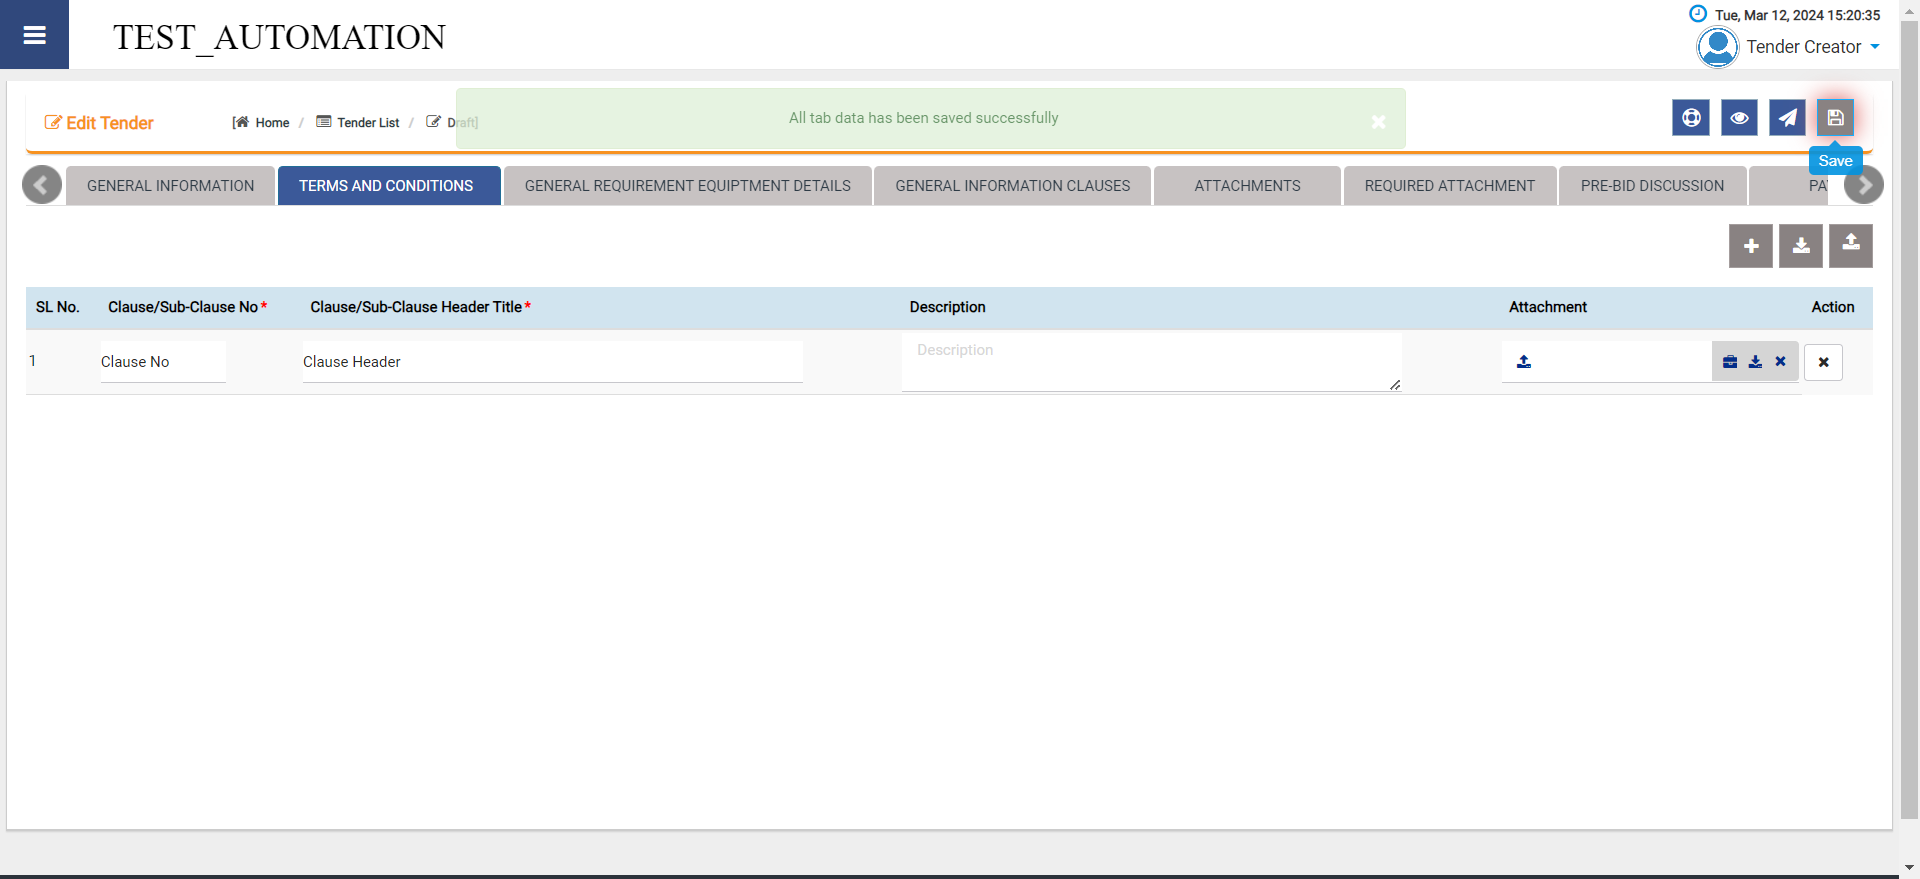 TEST_AUTOMATION
Tue, Mar 12, 2024 15:20:35
Tender Creator
Edit Tender
[ Home / Tender List / Draft]
All tab data has been saved successfully
Save
GENERAL INFORMATION
TERMS AND CONDITIONS
GENERAL REQUIREMENT EQUIPTMENT DETAILS
GENERAL INFORMATION CLAUSES
ATTACHMENTS
REQUIRED ATTACHMENT
PRE-BID DISCUSSION
SL No. Clause/Sub-Clause No* Clause/Sub-Clause Header Title* Description Attachment Action
1 Clause No Clause Header Description